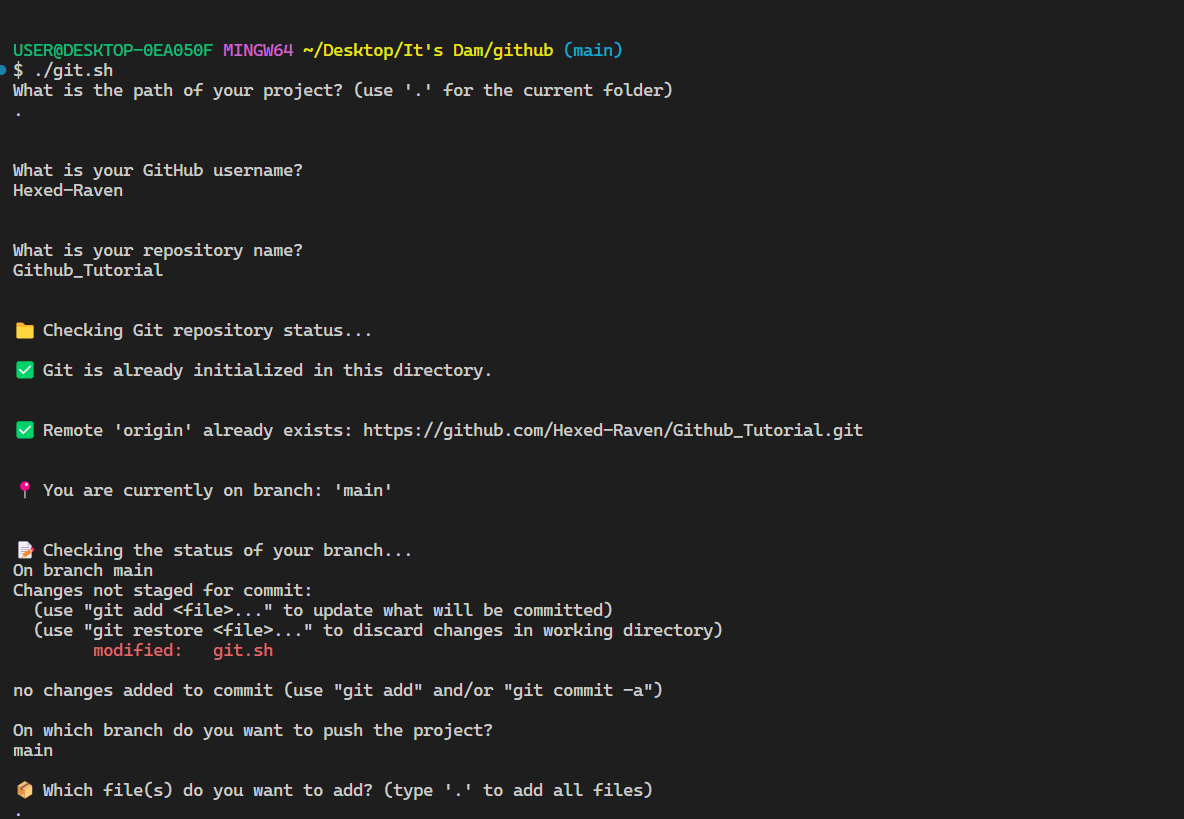 USER@DESKTOP-0EA050F MINGW64 ~/Desktop/It's Dam/github (main)
$ ./git.sh
What is the path of your project? (use '.' for the current folder)
.
What is your GitHub username?
Hexed-Raven
What is your repository name?
Github_Tutorial
📁 Checking Git repository status...
✅ Git is already initialized in this directory.
✅ Remote 'origin' already exists: https://github.com/Hexed-Raven/Github_Tutorial.git
📍 You are currently on branch: 'main'
📝 Checking the status of your branch...
On branch main
Changes not staged for commit:
  (use "git add <file>..." to update what will be committed)
  (use "git restore <file>..." to discard changes in working directory)
        modified:   git.sh
no changes added to commit (use "git add" and/or "git commit -a")
On which branch do you want to push the project?
main
📦 Which file(s) do you want to add? (type '.' to add all files)
.